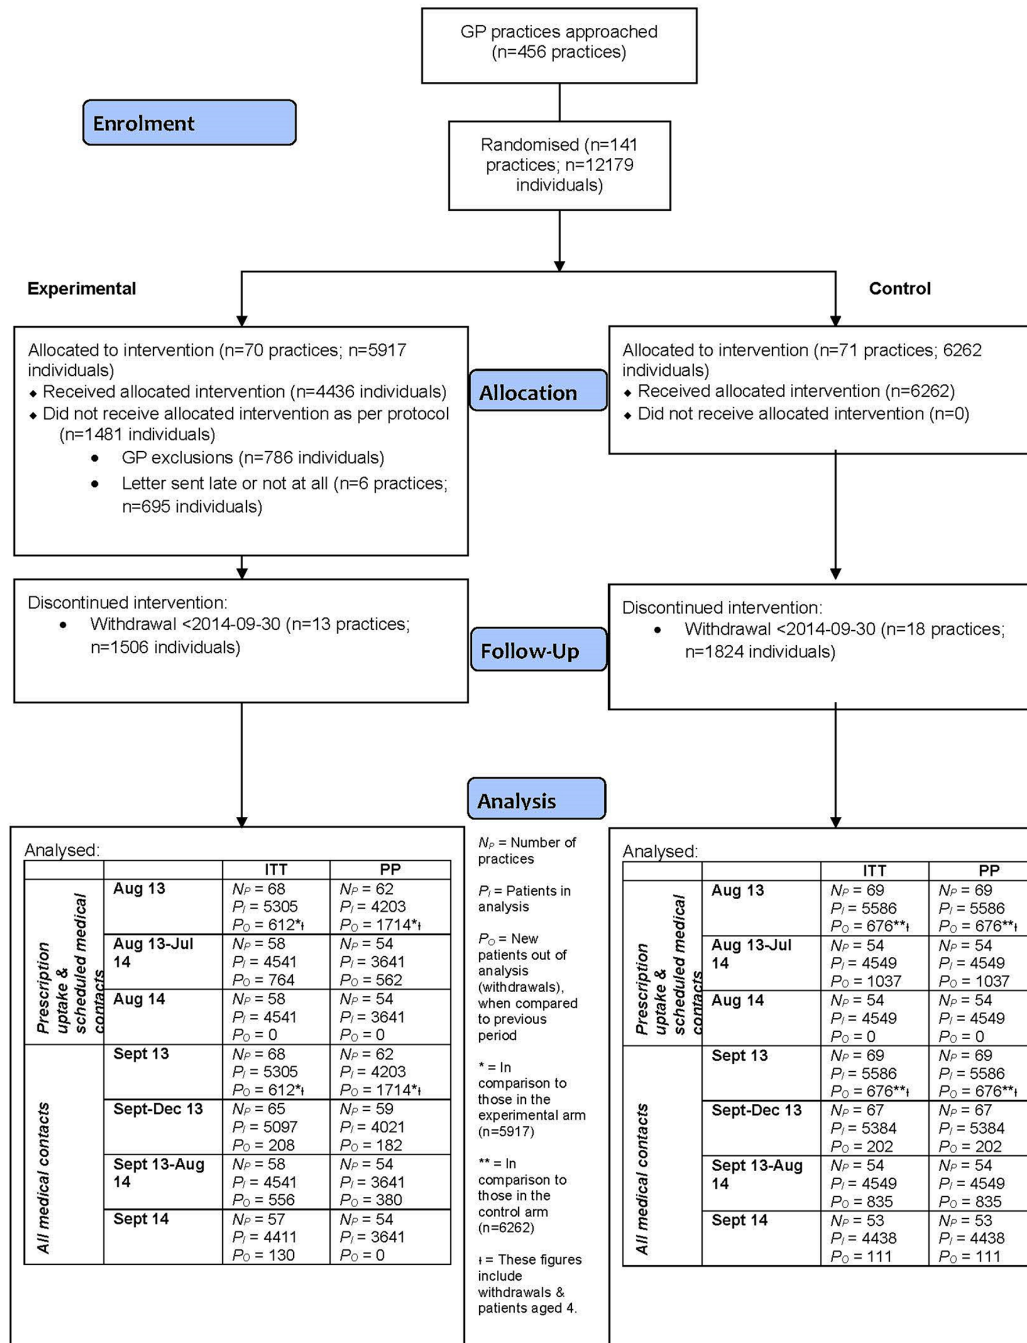 GP practices approached
(n=456 practices)
Enrolment
Randomised (n=141
practices; n=12179
individuals)
Experimental
Control
Allocated to intervention (n=70 practices; n=5917
individuals)
⬥ Received allocated intervention (n=4436 individuals)
⬥ Did not receive allocated intervention as per protocol
(n=1481 individuals)
• GP exclusions (n=786 individuals)
• Letter sent late or not at all (n=6 practices;
n=695 individuals)
Allocation
Allocated to intervention (n=71 practices; 6262
individuals)
⬥ Received allocated intervention (n=6262)
⬥ Did not receive allocated intervention (n=0)
Discontinued intervention:
• Withdrawal <2014-09-30 (n=13 practices;
n=1506 individuals)
Follow-Up
Discontinued intervention:
• Withdrawal <2014-09-30 (n=18 practices;
n=1824 individuals)
Analysis
Analysed:
ITT PP
Prescription
uptake &
scheduled medical
contacts
Aug 13
NP = 68 NP = 62
PI = 5305 PI = 4203
PO = 612*ƚ PO = 1714*ƚ
Aug 13-Jul
14
NP = 58 NP = 54
PI = 4541 PI = 3641
PO = 764 PO = 562
Aug 14
NP = 58 NP = 54
PI = 4541 PI = 3641
PO = 0 PO = 0
All medical contacts
Sept 13
NP = 68 NP = 62
PI = 5305 PI = 4203
PO = 612*ƚ PO = 1714*ƚ
Sept-Dec 13
NP = 65 NP = 59
PI = 5097 PI = 4021
PO = 208 PO = 182
Sept 13-Aug
14
NP = 58 NP = 54
PI = 4541 PI = 3641
PO = 556 PO = 380
Sept 14
NP = 57 NP = 54
PI = 4411 PI = 3641
PO = 130 PO = 0
NP = Number of
practices
PI = Patients in
analysis
PO = New
patients out of
analysis
(withdrawals),
when compared
to previous
period
* = In
comparison to
those in the
experimental arm
(n=5917)
** = In
comparison to
those in the
control arm
(n=6262)
ƚ = These figures
include
withdrawals &
patients aged 4.
Analysed:
ITT PP
Prescription
uptake &
scheduled medical
contacts
Aug 13
NP = 69 NP = 69
PI = 5586 PI = 5586
PO = 676**ƚ PO = 676**ƚ
Aug 13-Jul
14
NP = 54 NP = 54
PI = 4549 PI = 4549
PO = 1037 PO = 1037
Aug 14
NP = 54 NP = 54
PI = 4549 PI = 4549
PO = 0 PO = 0
All medical contacts
Sept 13
NP = 69 NP = 69
PI = 5586 PI = 5586
PO = 676**ƚ PO = 676**ƚ
Sept-Dec 13
NP = 67 NP = 67
PI = 5384 PI = 5384
PO = 202 PO = 202
Sept 13-Aug
14
NP = 54 NP = 54
PI = 4549 PI = 4549
PO = 835 PO = 835
Sept 14
NP = 53 NP = 53
PI = 4438 PI = 4438
PO = 111 PO = 111